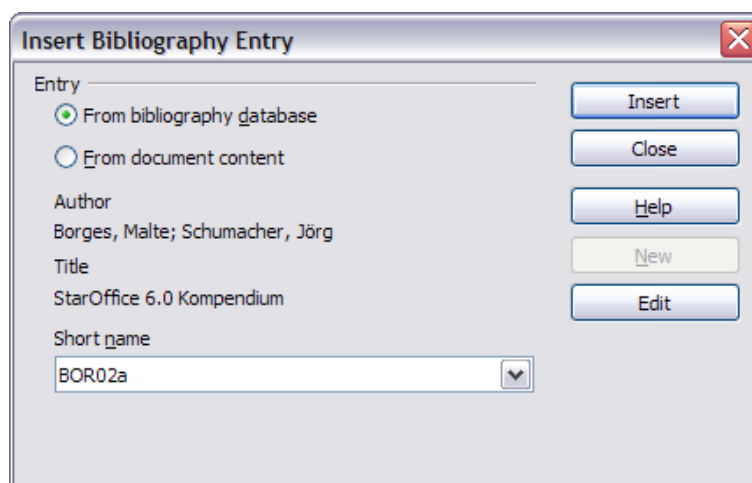 Insert Bibliography Entry
Entry
From bibliography database
From document content
Author
Borges, Malte; Schumacher, Jörg
Title
StarOffice 6.0 Kompendium
Short name
BOR02a
Insert
Close
Help
New
Edit